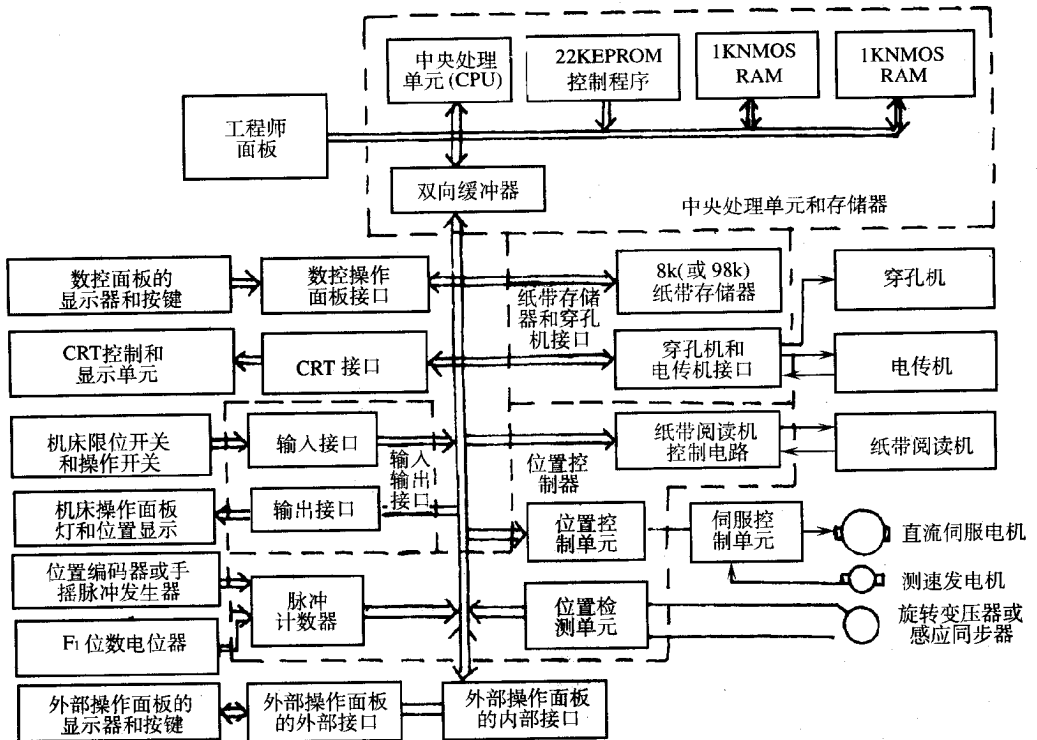 中央处理
单元(CPU)
22KEPROM
控制程序
1KNMOS
RAM
1KNMOS
RAM
工程师
面板
双向缓冲器
中央处理单元和存储器
数控面板的
显示器和按键
数控操作
面板接口
纸带存储
器和穿孔
机接口
8k(或98k)
纸带存储器
穿孔机
CRT控制和
显示单元
CRT 接口
穿孔机和
电传机接口
电传机
机床限位开关
和操作开关
输入接口
输入
输出
接口
位置控
制器
纸带阅读机
控制电路
纸带阅读机
机床操作面板
灯和位置显示
输出接口
位置控
制单元
伺服控
制单元
直流伺服电机
位置编码器或手
摇脉冲发生器
脉冲
计数器
位置检
测单元
测速发电机
旋转变压器或
感应同步器
F1位数电位器
外部操作面板的
显示器和按键
外部操作面板
的外部接口
外部操作面板
的内部接口